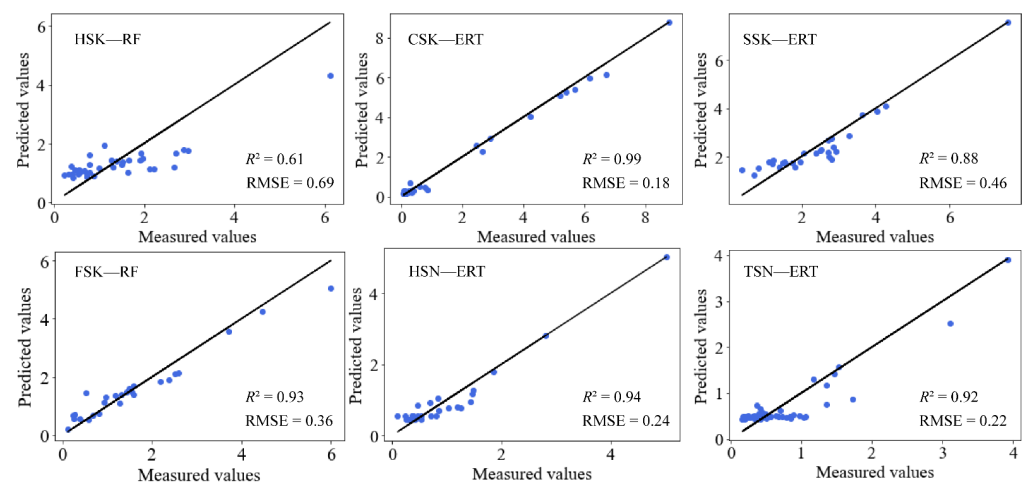 HSK—RF
Predicted values
6
4
2
0
R² = 0.61
RMSE = 0.69
0 2 4 6
Measured values
CSK—ERT
Predicted values
8
6
4
2
0
R² = 0.99
RMSE = 0.18
0 2 4 6 8
Measured values
SSK—ERT
Predicted values
6
4
2
0
R² = 0.88
RMSE = 0.46
2 4 6
Measured values
FSK—RF
Predicted values
6
4
2
0
R² = 0.93
RMSE = 0.36
0 2 4 6
Measured values
HSN—ERT
Predicted values
4
2
0
R² = 0.94
RMSE = 0.24
0 2 4
Measured values
TSN—ERT
Predicted values
4
3
2
1
0
R² = 0.92
RMSE = 0.22
0 1 2 3 4
Measured values